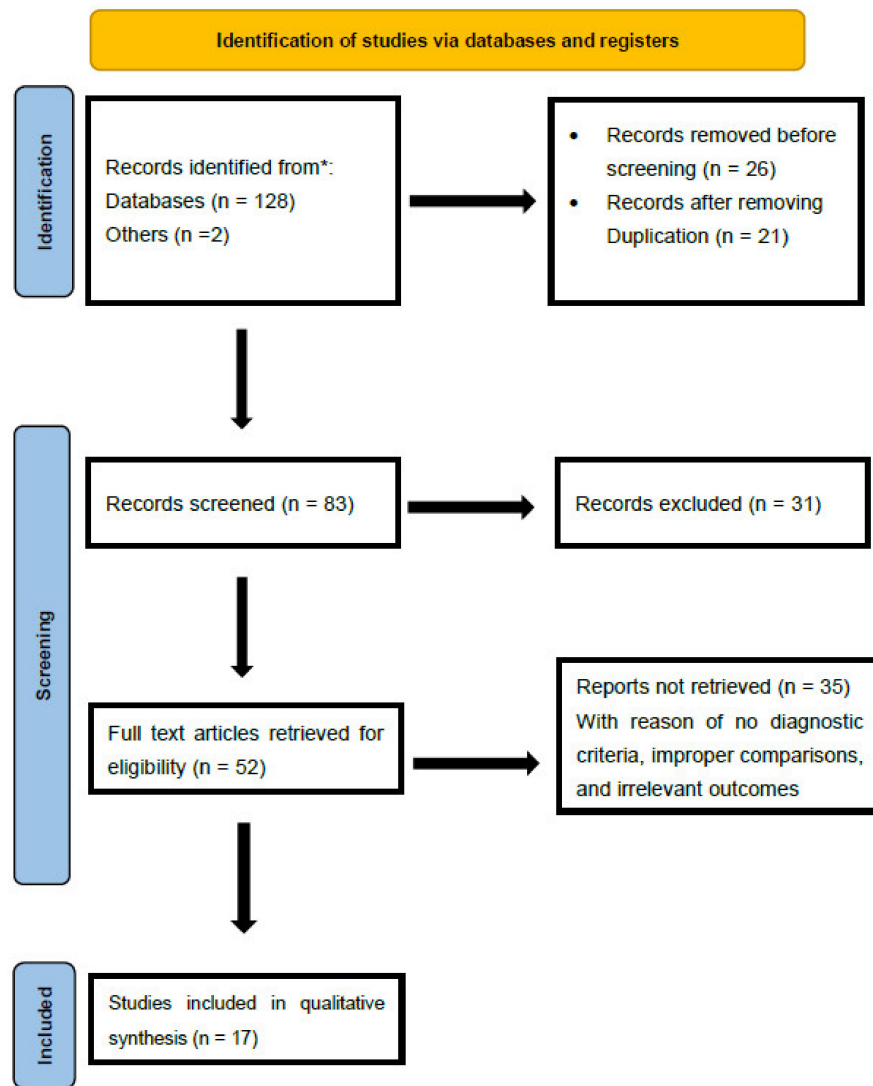 Identification of studies via databases and registers
Identification
Records identified from*:
Databases (n = 128)
Others (n =2)
• Records removed before
screening (n = 26)
• Records after removing
Duplication (n = 21)
Screening
Records screened (n = 83)
Records excluded (n = 31)
Full text articles retrieved for
eligibility (n = 52)
Reports not retrieved (n = 35)
With reason of no diagnostic
criteria, improper comparisons,
and irrelevant outcomes
Included
Studies included in qualitative
synthesis (n = 17)